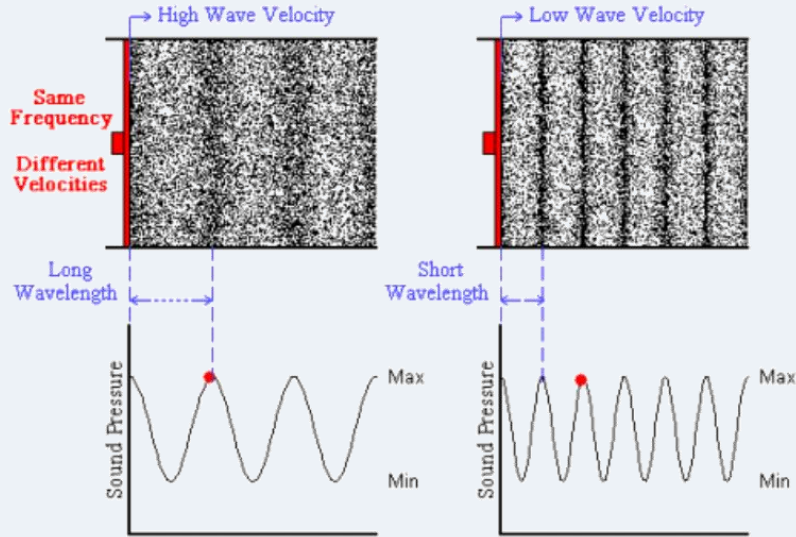 High Wave Velocity
Low Wave Velocity
Same
Frequency
Different
Velocities
Long
Wavelength
Short
Wavelength
Sound Pressure
Max
Min
Sound Pressure
Max
Min